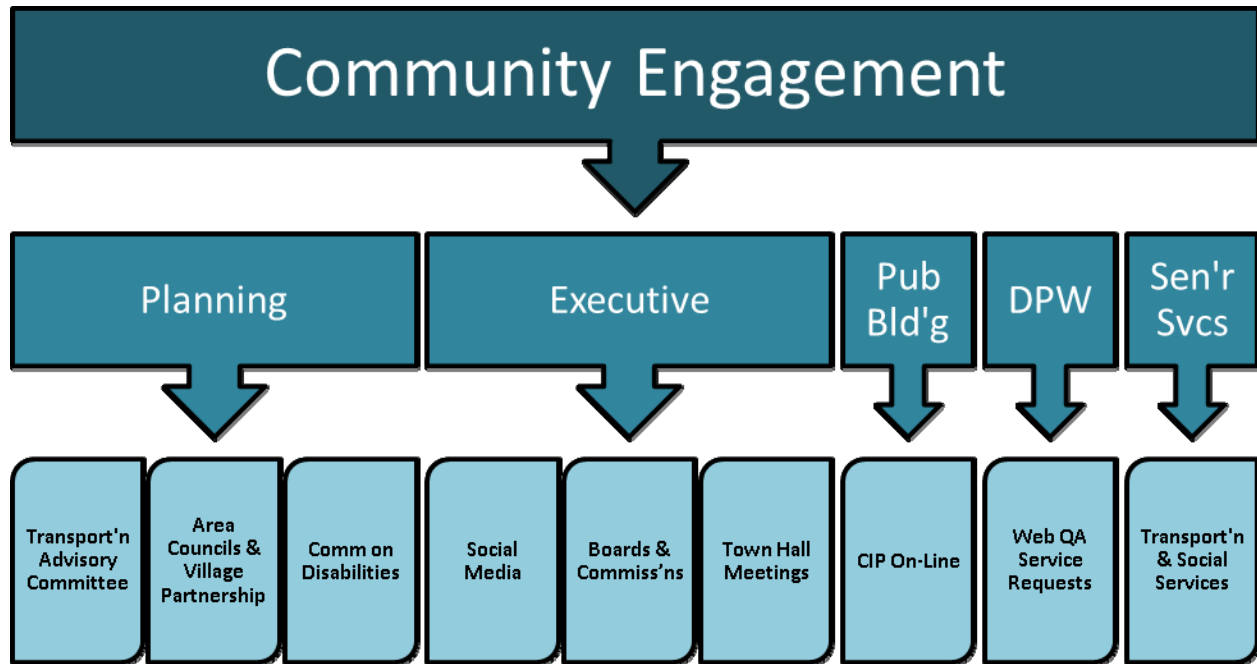 Community Engagement
Planning
Executive
Pub
Bld'g
DPW
Sen'r
Svcs
Transport'n
Advisory
Committee
Area
Councils &
Village
Partnership
Comm on
Disabilities
Social
Media
Boards &
Commiss’ns
Town Hall
Meetings
CIP On-Line
Web QA
Service
Requests
Transport'n
& Social
Services